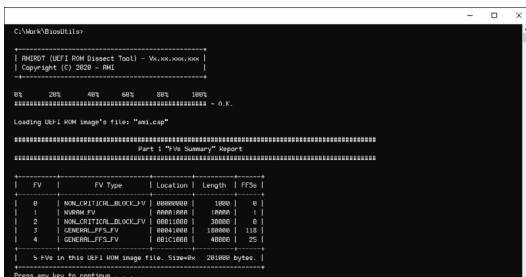 C:\Work\BiosUtils>
+---------------------------------------------+
| AMIRDT (UEFI ROM Dissect Tool) - Vx.xx.xxx.xxx |
| Copyright (C) 2020 - AMI |
+---------------------------------------------+
0% 20% 40% 60% 80% 100%
################################################## - O.K.
Loading UEFI ROM image's file: "ami.cap"
Part 1 "FVs Summary" Report
| FV | FV Type | Location | Length | FFSs |
| 0 | NON_CRITICAL_BLOCK_FV | 00000000 | 1000 | 0 |
| 1 | NVRAM_FV | 00001000 | 10000 | 1 |
| 2 | NON_CRITICAL_BLOCK_FV | 00011000 | 30000 | 0 |
| 3 | GENERAL_FFS_FV | 00041000 | 180000 | 118 |
| 4 | GENERAL_FFS_FV | 001C1000 | 40000 | 25 |
| 5 FVs in this UEFI ROM image file. Size=0x 201000 bytes. |
Press any key to continue . . .